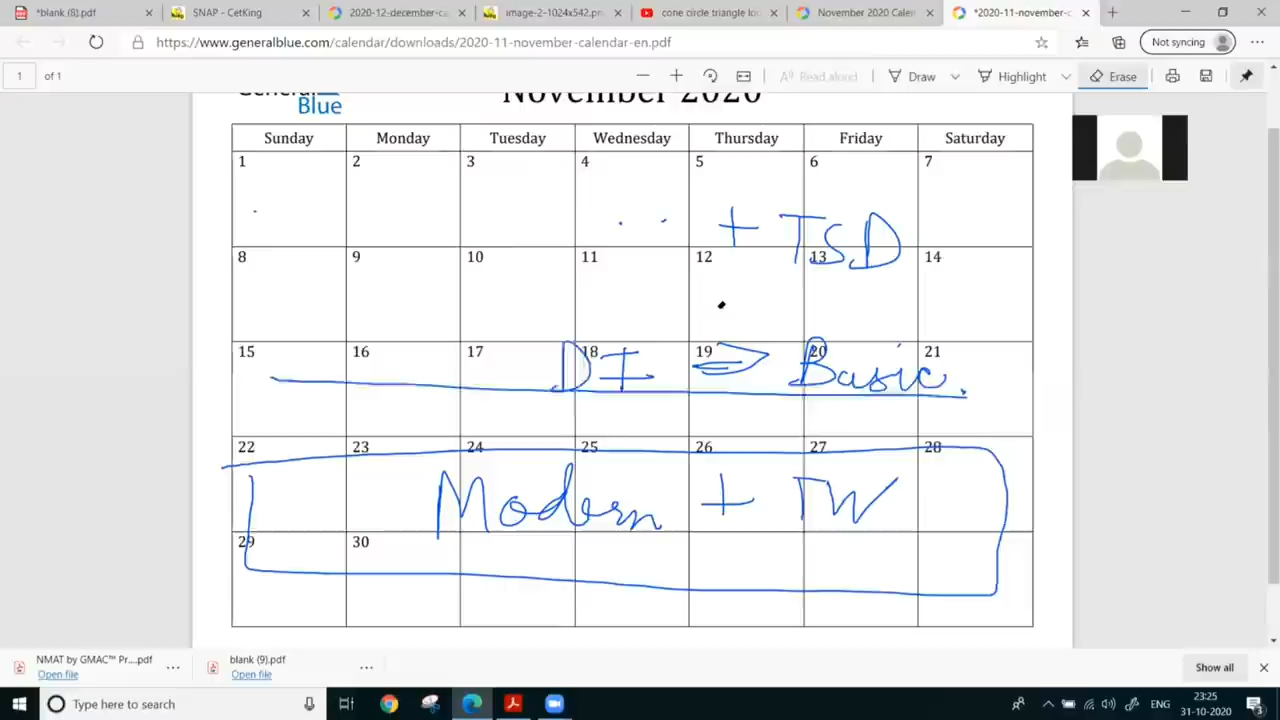 *blank (8).pdf
SNAP - CetKing
2020-12-december-ca
image-2-1024x542.pn
cone circle triangle loc
November 2020 Calen
*2020-11-november-c
https://www.generalblue.com/calendar/downloads/2020-11-november-calendar-en.pdf
Not syncing
1 of 1
Read aloud
Draw
Highlight
Erase
General
Blue
November 2020
Sunday Monday Tuesday Wednesday Thursday Friday Saturday
1 2 3 4 5 6 7
+ TSD
8 9 10 11 12 13 14
15 16 17 18 19 20 21
DI ⇒ Basic.
22 23 24 25 26 27 28
Modern + TW
29 30
NMAT by GMAC™ Pr....pdf
Open file
blank (9).pdf
Open file
Show all
Type here to search
ENG
23:25
31-10-2020
3